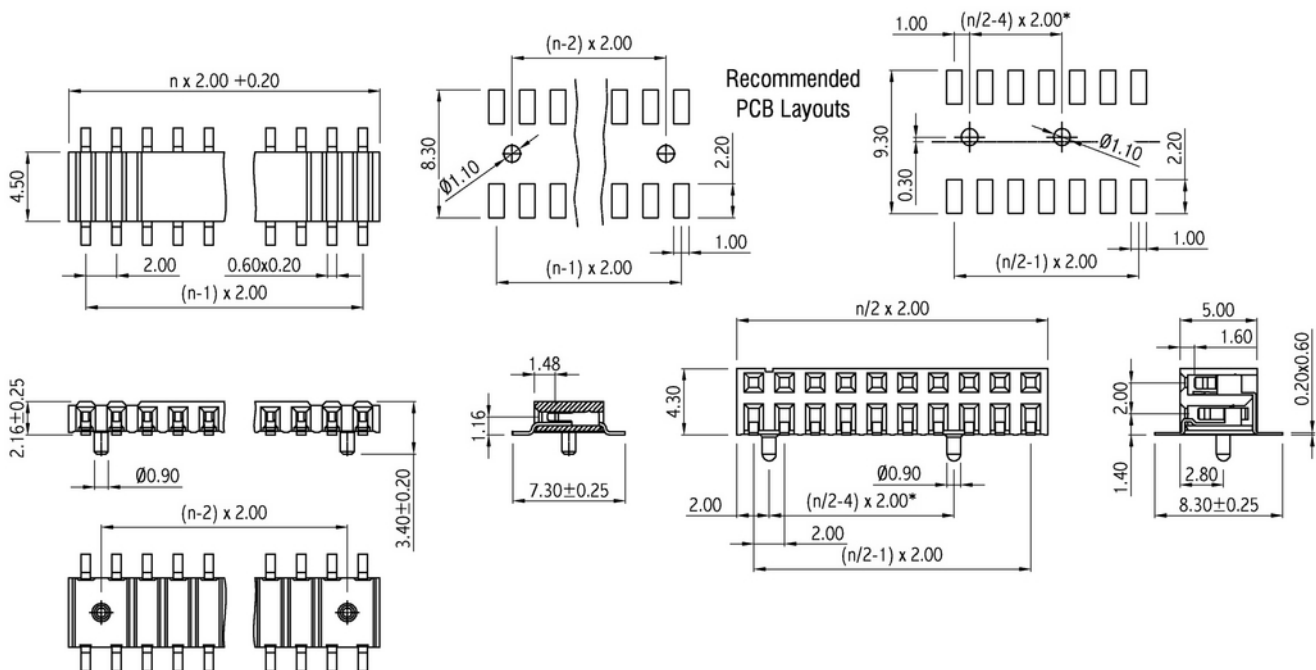 n x 2.00 +0.20
4.50
2.00
0.60x0.20
(n-1) x 2.00
(n-2) x 2.00
8.30
Ø1.10
2.20
1.00
(n-1) x 2.00
Recommended
PCB Layouts
1.00
(n/2-4) x 2.00*
9.30
0.30
Ø1.10
2.20
1.00
(n/2-1) x 2.00
2.16±0.25
Ø0.90
3.40±0.20
(n-2) x 2.00
1.48
1.16
7.30±0.25
n/2 x 2.00
4.30
Ø0.90
2.00
(n/2-4) x 2.00*
2.00
(n/2-1) x 2.00
5.00
1.60
0.20x0.60
2.00
1.40
2.80
8.30±0.25